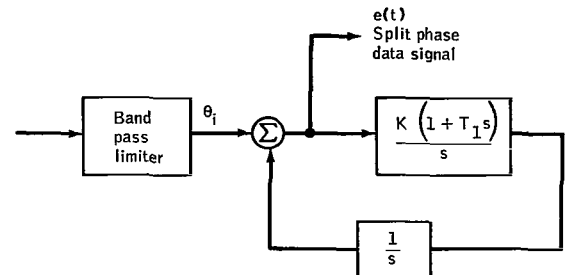 e(t)
Split phase
data signal
Band
pass
limiter
θi
Σ
K (1 + T1s)
s
1
s